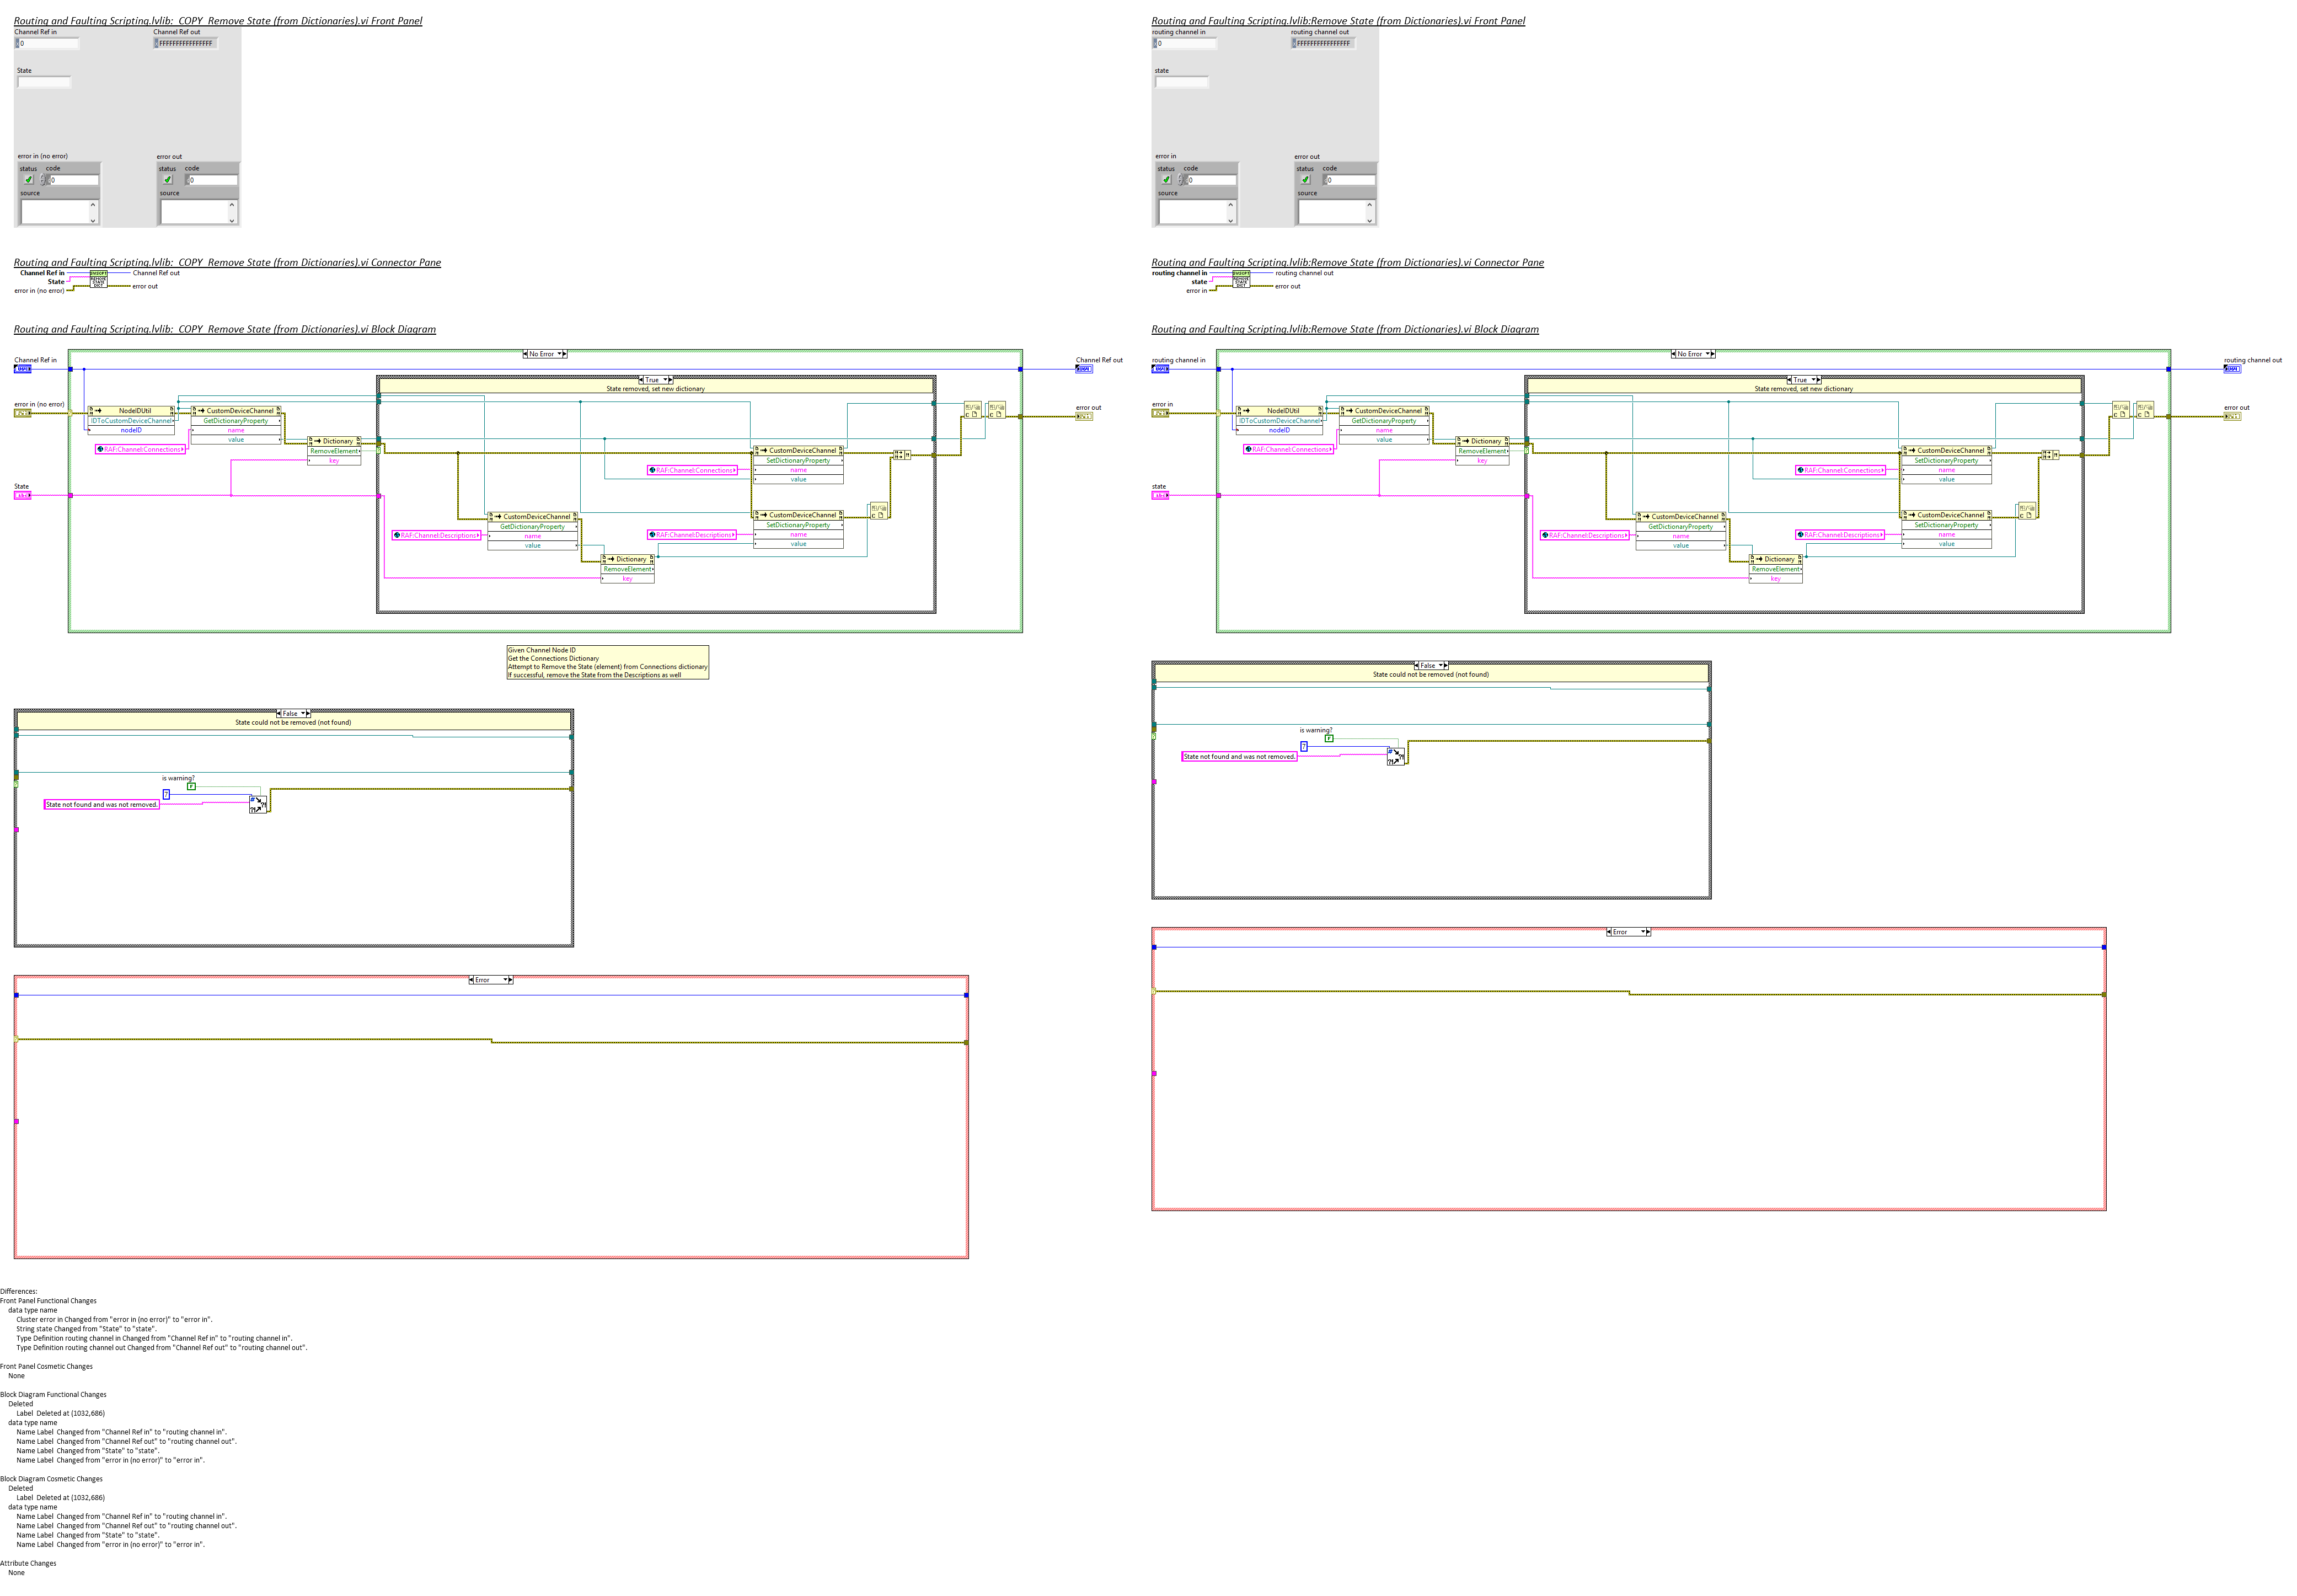 Routing and Faulting Scripting.lvlib:_COPY_Remove State (from Dictionaries).vi Front Panel
Channel Ref in
Channel Ref out
0
FFFFFFFFFFFFFFFF
State
error in (no error)
error out
status code
status code
0
0
source
source
Routing and Faulting Scripting.lvlib:_COPY_Remove State (from Dictionaries).vi Connector Pane
Channel Ref in
Channel Ref out
State
error in (no error)
error out
Routing and Faulting Scripting.lvlib:_COPY_Remove State (from Dictionaries).vi Block Diagram
No Error
Channel Ref in
Channel Ref out
True
State removed, set new dictionary
error in (no error)
error out
NodeIDUtil
IDToCustomDeviceChannel
nodeID
CustomDeviceChannel
GetDictionaryProperty
name
value
RAF:Channel:Connections
Dictionary
RemoveElement
key
CustomDeviceChannel
SetDictionaryProperty
name
value
RAF:Channel:Connections
State
CustomDeviceChannel
GetDictionaryProperty
name
value
RAF:Channel:Descriptions
CustomDeviceChannel
SetDictionaryProperty
name
value
RAF:Channel:Descriptions
Dictionary
RemoveElement
key
Given Channel Node ID
Get the Connections Dictionary
Attempt to Remove the State (element) from Connections dictionary
If successful, remove the State from the Descriptions as well
False
State could not be removed (not found)
is warning?
F
7
State not found and was not removed.
Error
Differences:
Front Panel Functional Changes
data type name
Cluster error in Changed from "error in (no error)" to "error in".
String state Changed from "State" to "state".
Type Definition routing channel in Changed from "Channel Ref in" to "routing channel in".
Type Definition routing channel out Changed from "Channel Ref out" to "routing channel out".
Front Panel Cosmetic Changes
None
Block Diagram Functional Changes
Deleted
Label  Deleted at (1032,686)
data type name
Name Label  Changed from "Channel Ref in" to "routing channel in".
Name Label  Changed from "Channel Ref out" to "routing channel out".
Name Label  Changed from "State" to "state".
Name Label  Changed from "error in (no error)" to "error in".
Block Diagram Cosmetic Changes
Deleted
Label  Deleted at (1032,686)
data type name
Name Label  Changed from "Channel Ref in" to "routing channel in".
Name Label  Changed from "Channel Ref out" to "routing channel out".
Name Label  Changed from "State" to "state".
Name Label  Changed from "error in (no error)" to "error in".
Attribute Changes
None
Routing and Faulting Scripting.lvlib:Remove State (from Dictionaries).vi Front Panel
routing channel in
routing channel out
0
FFFFFFFFFFFFFFFF
state
error in
error out
status code
status code
0
0
source
source
Routing and Faulting Scripting.lvlib:Remove State (from Dictionaries).vi Connector Pane
routing channel in
routing channel out
state
error in
error out
Routing and Faulting Scripting.lvlib:Remove State (from Dictionaries).vi Block Diagram
No Error
routing channel in
routing channel out
True
State removed, set new dictionary
error in
error out
NodeIDUtil
IDToCustomDeviceChannel
nodeID
CustomDeviceChannel
GetDictionaryProperty
name
value
RAF:Channel:Connections
Dictionary
RemoveElement
key
CustomDeviceChannel
SetDictionaryProperty
name
value
RAF:Channel:Connections
state
CustomDeviceChannel
GetDictionaryProperty
name
value
RAF:Channel:Descriptions
CustomDeviceChannel
SetDictionaryProperty
name
value
RAF:Channel:Descriptions
Dictionary
RemoveElement
key
False
State could not be removed (not found)
is warning?
F
7
State not found and was not removed.
Error